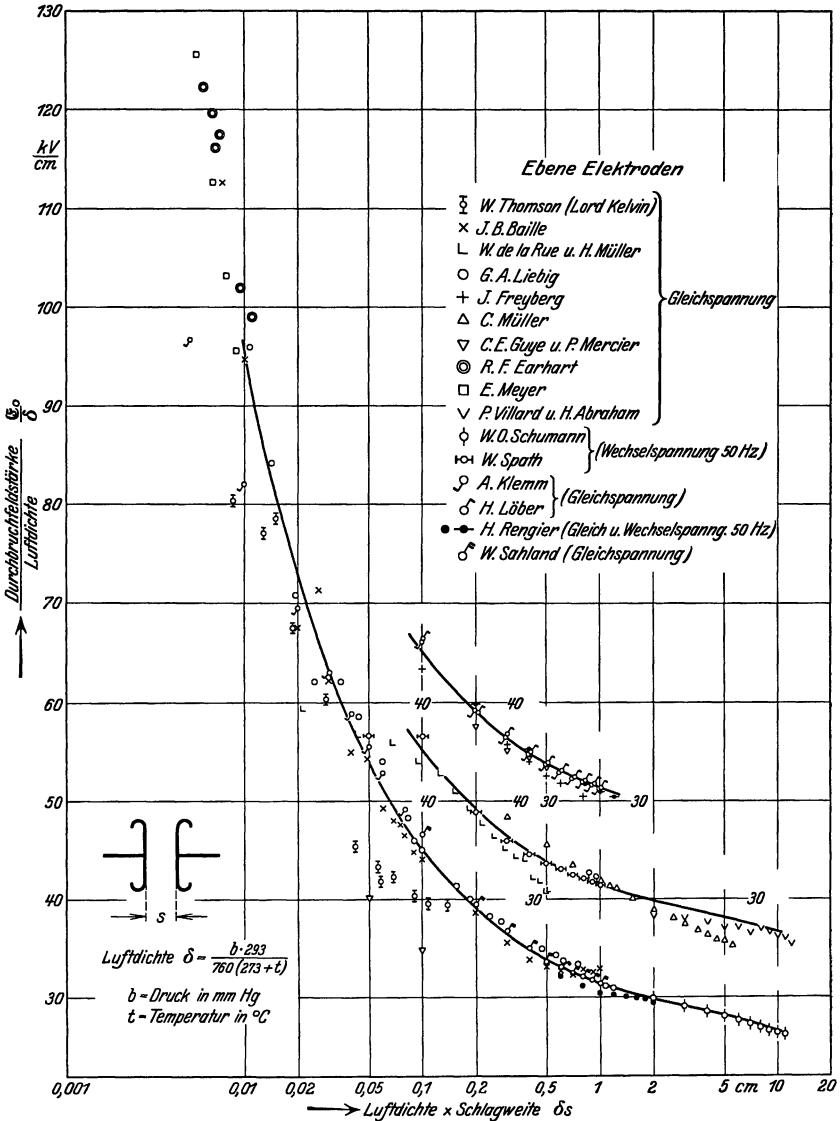 130
120
kV
cm
110
100
90
80
70
60
50
40
30
Durchbruchfeldstärke
Luftdichte
𝔈₀
δ
Ebene Elektroden
W. Thomson (Lord Kelvin)
J. B. Baille
W. de la Rue u. H. Müller
G. A. Liebig
J. Freyberg
C. Müller
C. E. Guye u. P. Mercier
R. F. Earhart
E. Meyer
P. Villard u. H. Abraham
Gleichspannung
W. O. Schumann
W. Spath
(Wechselspannung 50 Hz)
A. Klemm
H. Löber
(Gleichspannung)
H. Rengier (Gleich u. Wechselspanng. 50 Hz)
W. Sahland (Gleichspannung)
40 40
40 40 30 30
30 30
s
Luftdichte δ = b·293
760 (273+t)
b = Druck in mm Hg
t = Temperatur in °C
0,001 0,01 0,02 0,05 0,1 0,2 0,5 1 2 5 cm 10 20
Luftdichte x Schlagweite δs